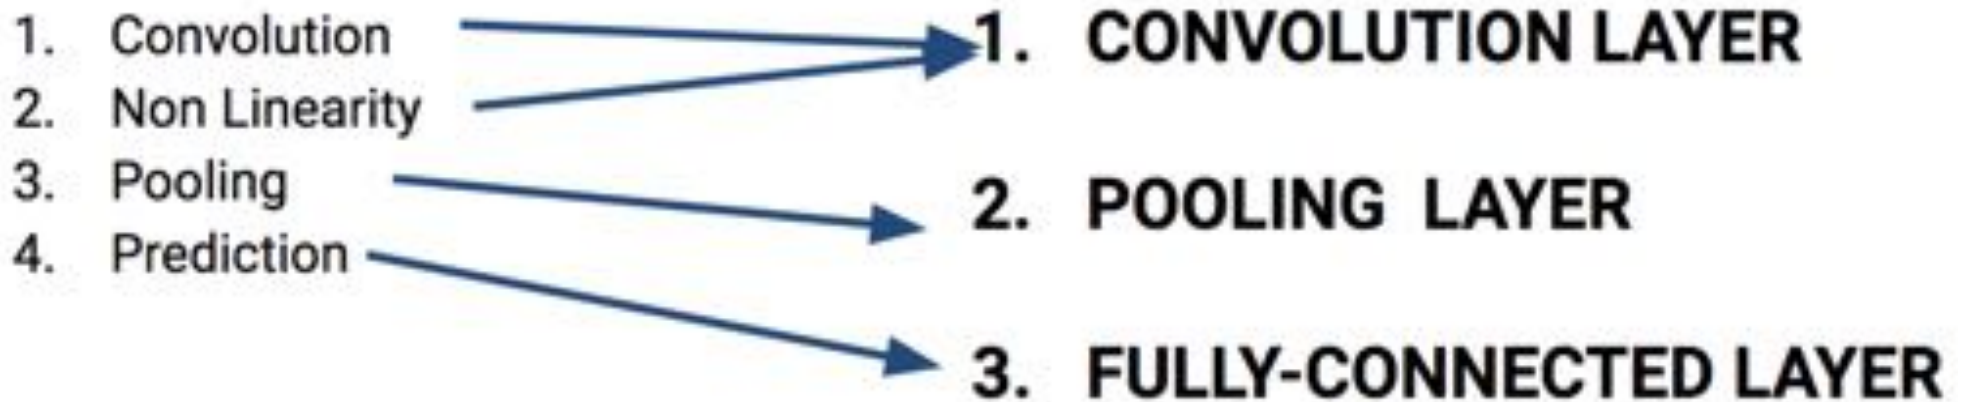 1. Convolution
2. Non Linearity
3. Pooling
4. Prediction
1. CONVOLUTION LAYER
2. POOLING LAYER
3. FULLY-CONNECTED LAYER